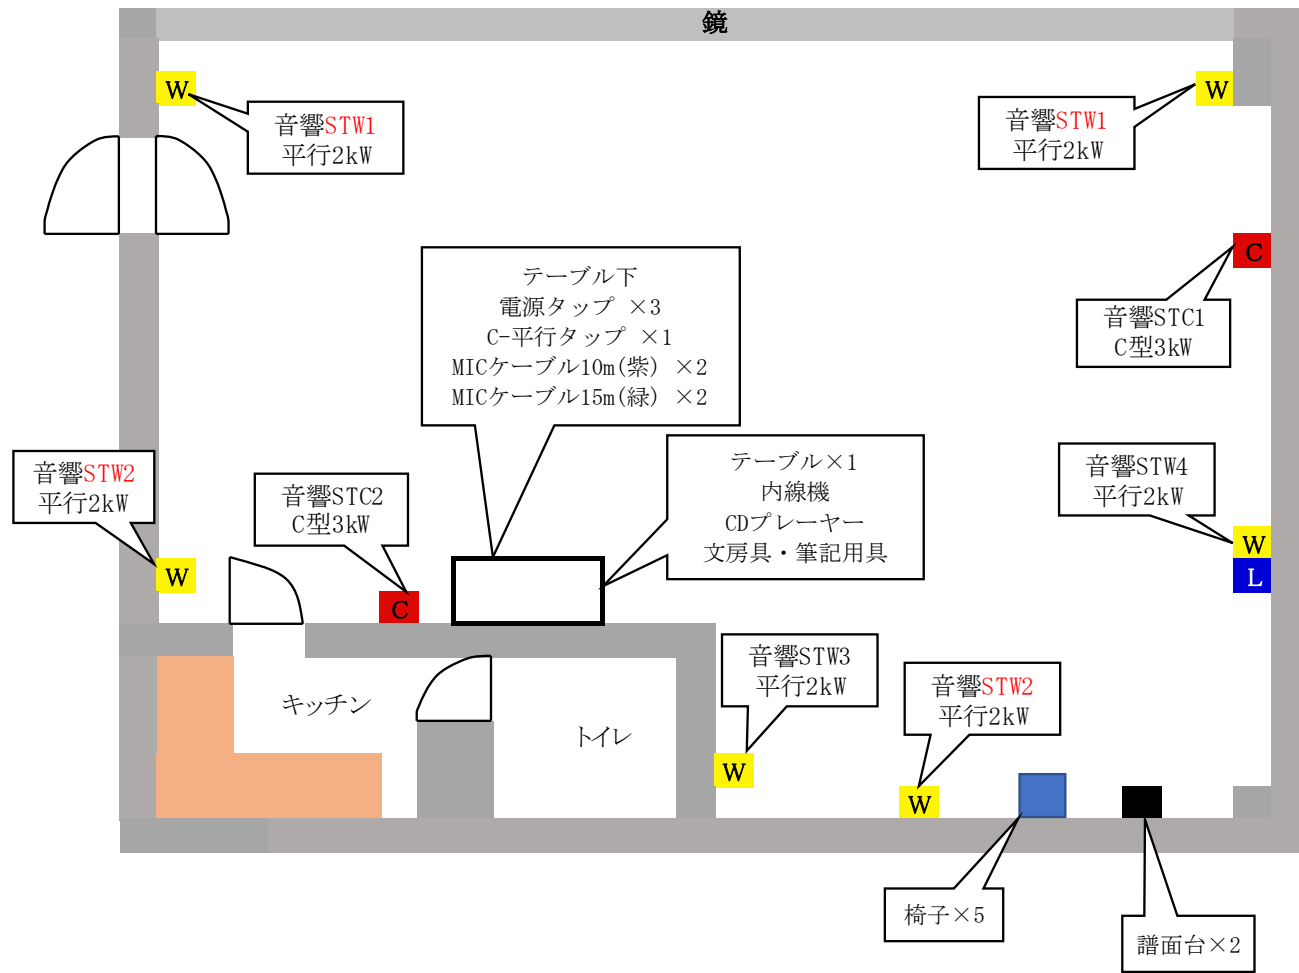 鏡
W
音響STW1
平行2kW
W
音響STW1
平行2kW
C
音響STC1
C型3kW
テーブル下
電源タップ ×3
C-平行タップ ×1
MICケーブル10m(紫) ×2
MICケーブル15m(緑) ×2
テーブル×1
内線機
CDプレーヤー
文房具・筆記用具
音響STW2
平行2kW
W
音響STC2
C型3kW
C
音響STW4
平行2kW
W
L
キッチン
トイレ
音響STW3
平行2kW
W
音響STW2
平行2kW
W
椅子×5
譜面台×2